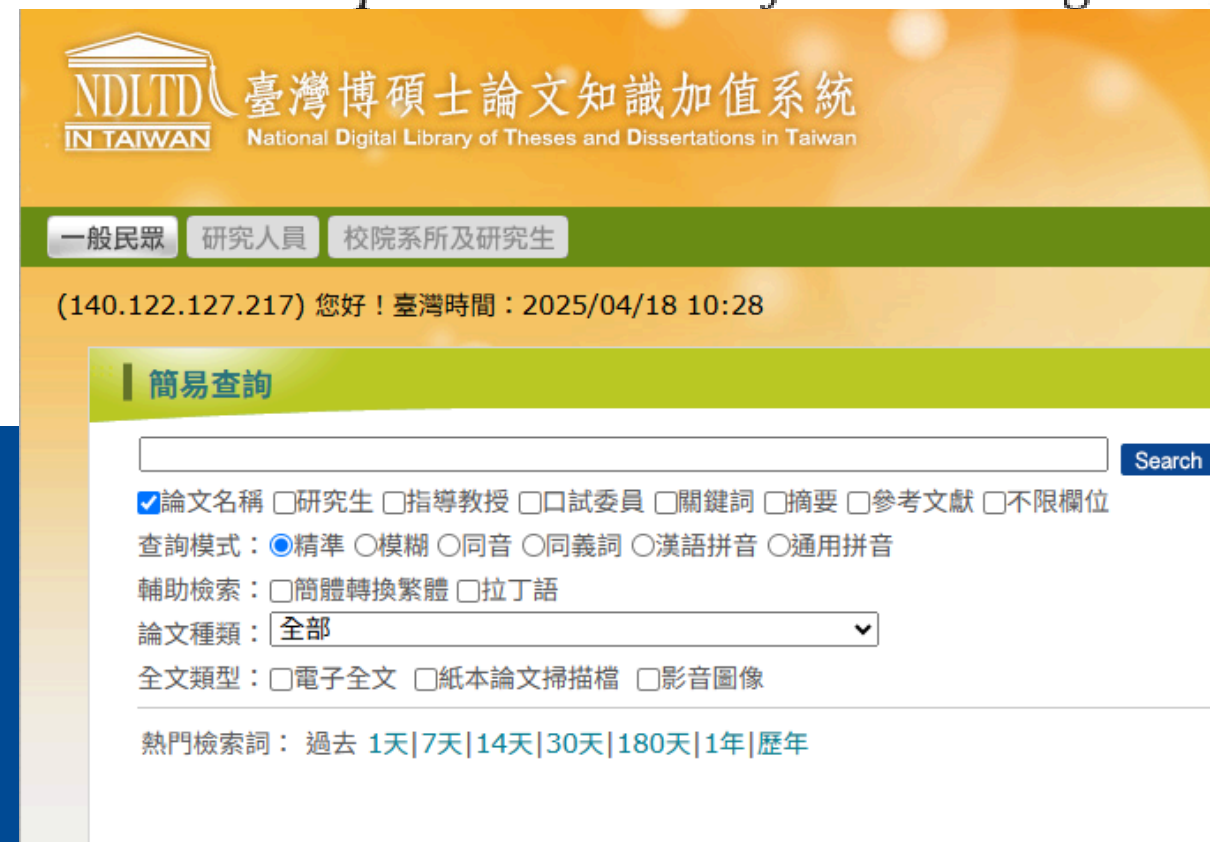 NDLTD
IN TAIWAN
臺灣博碩士論文知識加值系統
National Digital Library of Theses and Dissertations in Taiwan
一般民眾 研究人員 校院系所及研究生
(140.122.127.217) 您好！臺灣時間：2025/04/18 10:28
簡易查詢
Search
論文名稱 研究生 指導教授 口試委員 關鍵詞 摘要 參考文獻 不限欄位
查詢模式：精準 模糊 同音 同義詞 漢語拼音 通用拼音
輔助檢索：簡體轉換繁體 拉丁語
論文種類：全部
全文類型：電子全文 紙本論文掃描檔 影音圖像
熱門檢索詞： 過去 1天|7天|14天|30天|180天|1年|歷年